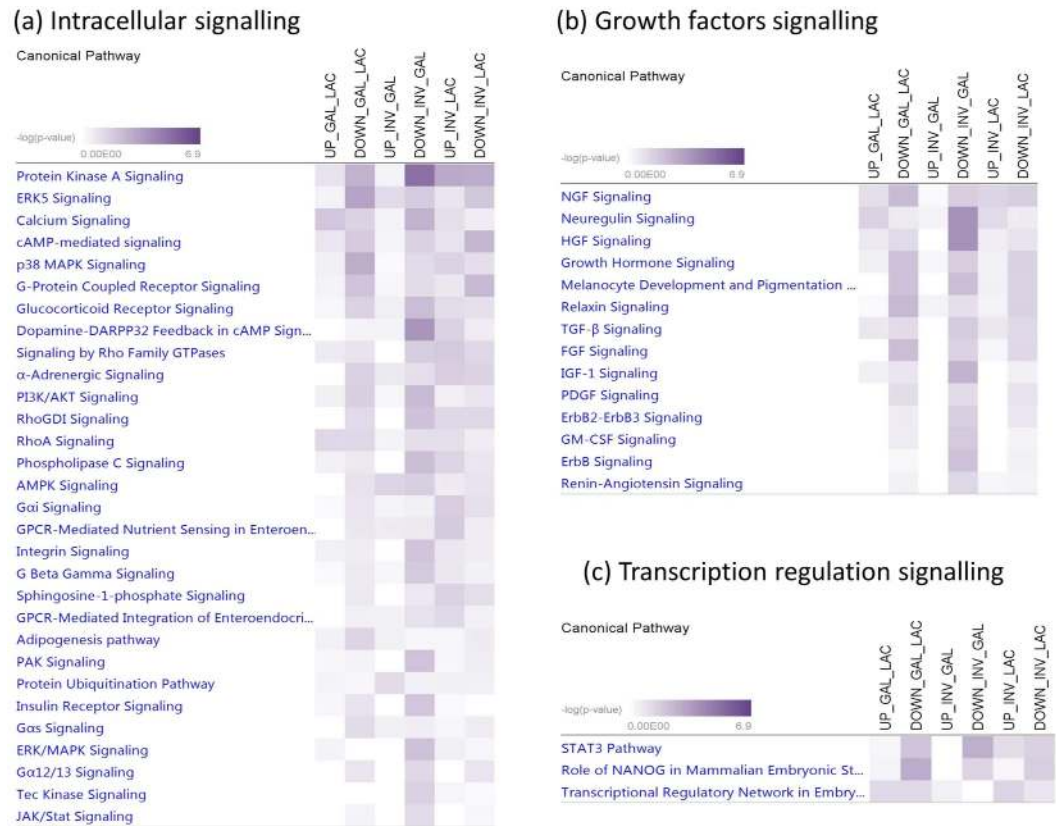 (a) Intracellular signalling
Canonical Pathway
UP_GAL_LAC
DOWN_GAL_LAC
UP_INV_GAL
DOWN_INV_GAL
UP_INV_LAC
DOWN_INV_LAC
-log(p-value)
0.00E00 6.9
Protein Kinase A Signaling
ERK5 Signaling
Calcium Signaling
cAMP-mediated signaling
p38 MAPK Signaling
G-Protein Coupled Receptor Signaling
Glucocorticoid Receptor Signaling
Dopamine-DARPP32 Feedback in cAMP Sign...
Signaling by Rho Family GTPases
α-Adrenergic Signaling
PI3K/AKT Signaling
RhoGDI Signaling
RhoA Signaling
Phospholipase C Signaling
AMPK Signaling
Gαi Signaling
GPCR-Mediated Nutrient Sensing in Enteroen...
Integrin Signaling
G Beta Gamma Signaling
Sphingosine-1-phosphate Signaling
GPCR-Mediated Integration of Enteroendocri...
Adipogenesis pathway
PAK Signaling
Protein Ubiquitination Pathway
Insulin Receptor Signaling
Gαs Signaling
ERK/MAPK Signaling
Gα12/13 Signaling
Tec Kinase Signaling
JAK/Stat Signaling
(b) Growth factors signalling
Canonical Pathway
UP_GAL_LAC
DOWN_GAL_LAC
UP_INV_GAL
DOWN_INV_GAL
UP_INV_LAC
DOWN_INV_LAC
-log(p-value)
0.00E00 6.9
NGF Signaling
Neuregulin Signaling
HGF Signaling
Growth Hormone Signaling
Melanocyte Development and Pigmentation ...
Relaxin Signaling
TGF-β Signaling
FGF Signaling
IGF-1 Signaling
PDGF Signaling
ErbB2-ErbB3 Signaling
GM-CSF Signaling
ErbB Signaling
Renin-Angiotensin Signaling
(c) Transcription regulation signalling
Canonical Pathway
UP_GAL_LAC
DOWN_GAL_LAC
UP_INV_GAL
DOWN_INV_GAL
UP_INV_LAC
DOWN_INV_LAC
-log(p-value)
0.00E00 6.9
STAT3 Pathway
Role of NANOG in Mammalian Embryonic St...
Transcriptional Regulatory Network in Embry...